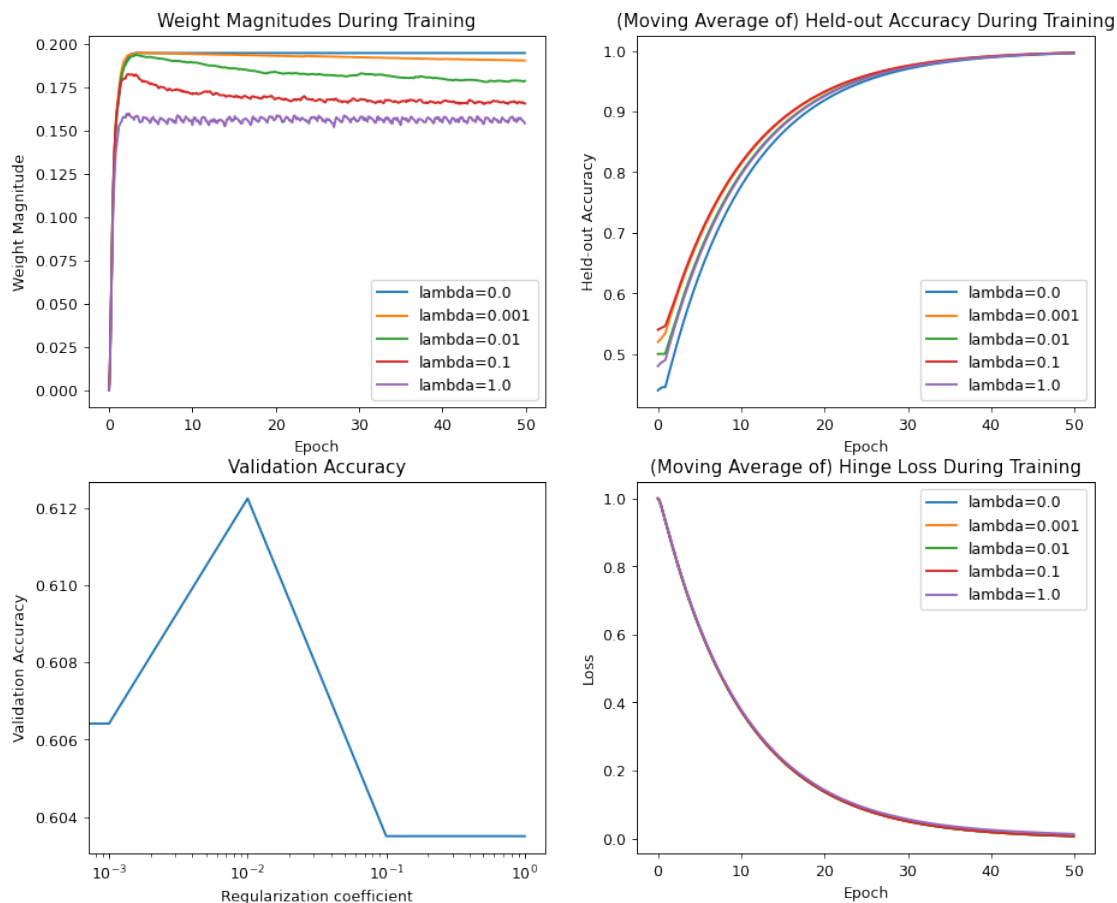 Weight Magnitudes During Training
0.200
0.175
0.150
0.125
0.100
0.075
0.050
0.025
0.000
Weight Magnitude
lambda=0.0
lambda=0.001
lambda=0.01
lambda=0.1
lambda=1.0
0 10 20 30 40 50
Epoch
(Moving Average of) Held-out Accuracy During Training
1.0
0.9
0.8
0.7
0.6
0.5
Held-out Accuracy
lambda=0.0
lambda=0.001
lambda=0.01
lambda=0.1
lambda=1.0
0 10 20 30 40 50
Epoch
Validation Accuracy
0.612
0.610
0.608
0.606
0.604
Validation Accuracy
10⁻³ 10⁻² 10⁻¹ 10⁰
Regularization coefficient
(Moving Average of) Hinge Loss During Training
1.0
0.8
0.6
0.4
0.2
0.0
Loss
lambda=0.0
lambda=0.001
lambda=0.01
lambda=0.1
lambda=1.0
0 10 20 30 40 50
Epoch